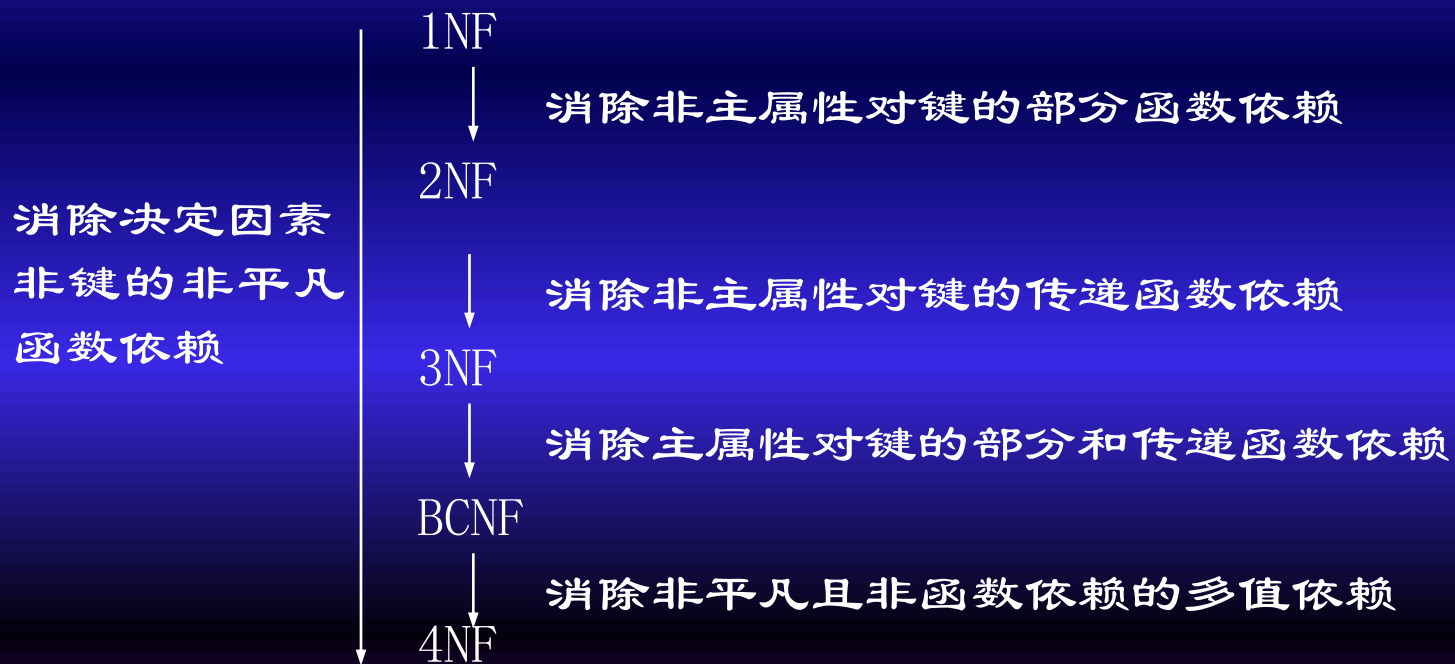 1NF
消除非主属性对键的部分函数依赖
2NF
消除决定因素
非键的非平凡
函数依赖
消除非主属性对键的传递函数依赖
3NF
消除主属性对键的部分和传递函数依赖
BCNF
消除非平凡且非函数依赖的多值依赖
4NF